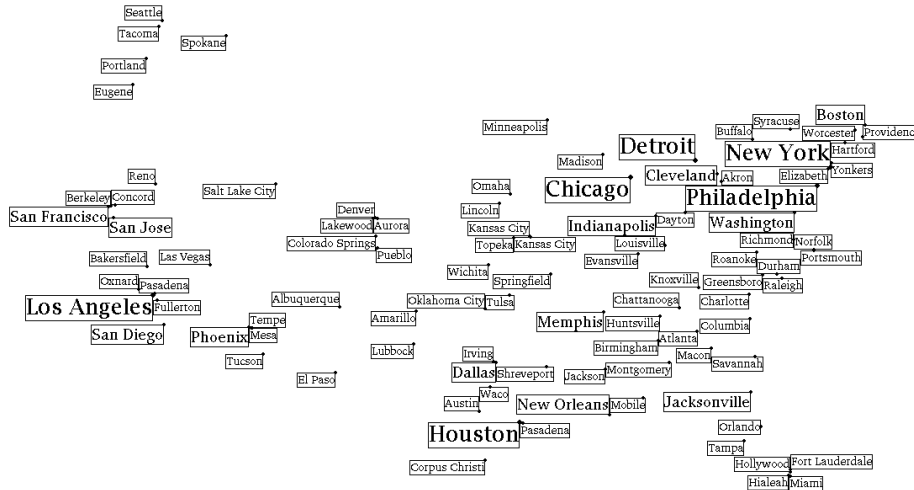 Seattle
Tacoma
Spokane
Portland
Eugene
Boston
Syracuse
Minneapolis
Buffalo
Worcester
Providenc
Detroit
New York
Hartford
Madison
Yonkers
Reno
Cleveland
Akron
Elizabeth
Salt Lake City
Omaha
Chicago
Berkeley
Concord
Philadelphia
Denver
Lincoln
San Francisco
San Jose
Lakewood
Aurora
Kansas City
Indianapolis
Dayton
Washington
Colorado Springs
Topeka
Kansas City
Louisville
Richmond
Norfolk
Bakersfield
Las Vegas
Pueblo
Evansville
Roanoke
Durham
Portsmouth
Wichita
Springfield
Knoxville
Greensboro
Raleigh
Oxnard
Pasadena
Los Angeles
Fullerton
Albuquerque
Oklahoma City
Tulsa
Chattanooga
Charlotte
San Diego
Phoenix
Tempe
Mesa
Amarillo
Memphis
Huntsville
Columbia
Atlanta
Tucson
Lubbock
Irving
Birmingham
Macon
Savannah
El Paso
Dallas
Shreveport
Jackson
Montgomery
Waco
Austin
New Orleans
Mobile
Jacksonville
Houston
Pasadena
Orlando
Tampa
Corpus Christi
Hollywood
Fort Lauderdale
Hialeah
Miami